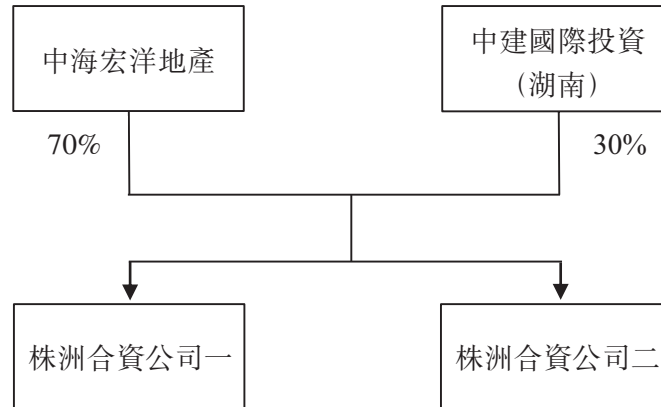 中海宏洋地產
中建國際投資
（湖南）
70%
30%
株洲合資公司一
株洲合資公司二